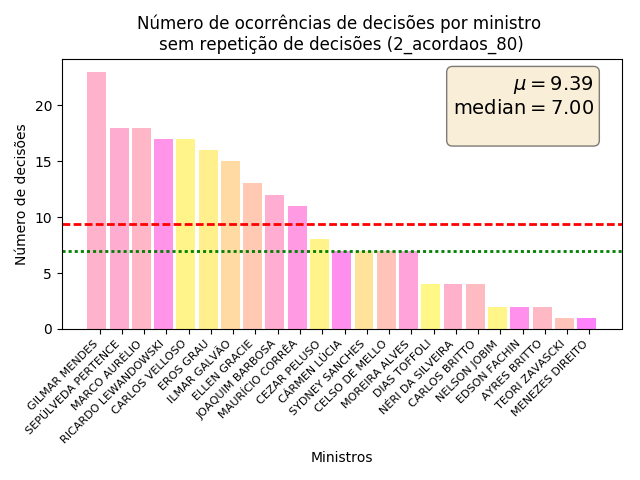 Número de ocorrências de decisões por ministro
sem repetição de decisões (2_acordaos_80)
μ = 9.39
median = 7.00
Número de decisões
20
15
10
5
0
GILMAR MENDES
SEPÚLVEDA PERTENCE
MARCO AURÉLIO
RICARDO LEWANDOWSKI
CARLOS VELLOSO
EROS GRAU
ILMAR GALVÃO
ELLEN GRACIE
JOAQUIM BARBOSA
MAURÍCIO CORRÊA
CEZAR PELUSO
CÁRMEN LÚCIA
SYDNEY SANCHES
CELSO DE MELLO
MOREIRA ALVES
DIAS TOFFOLI
NÉRI DA SILVEIRA
CARLOS BRITTO
NELSON JOBIM
EDSON FACHIN
AYRES BRITTO
TEORI ZAVASCKI
MENEZES DIREITO
Ministros